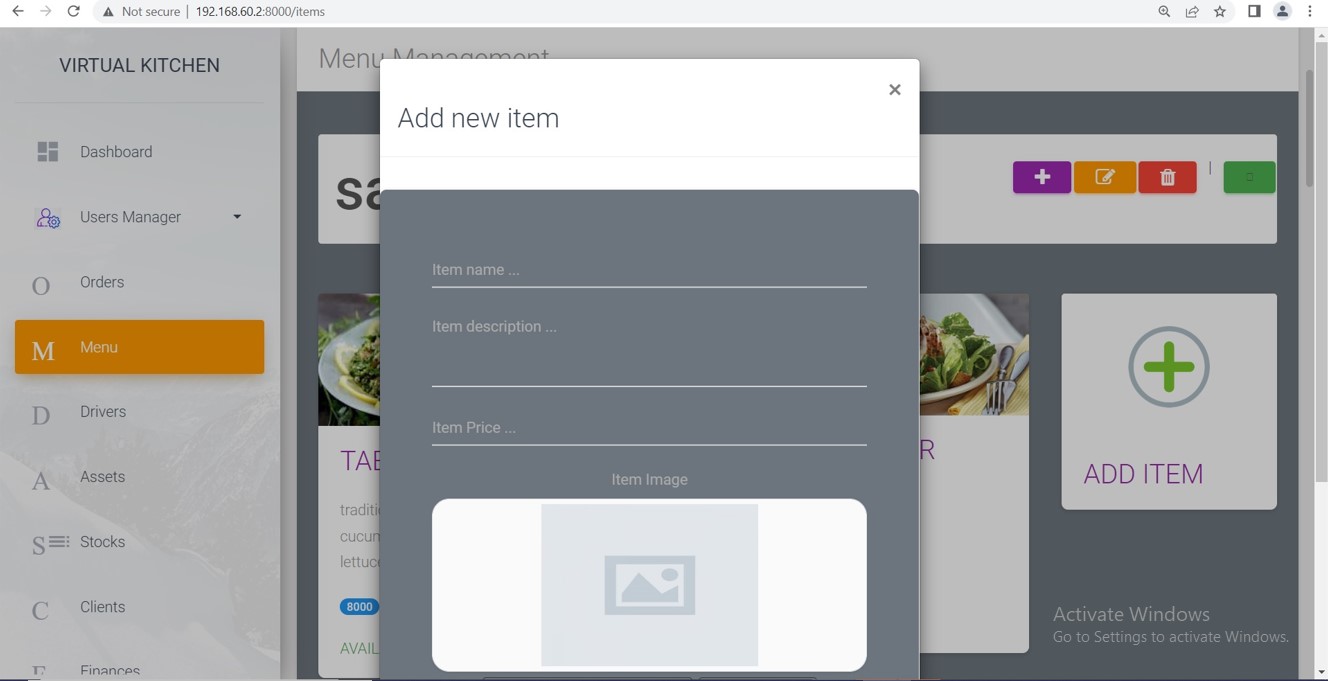 Not secure
192.168.60.2:8000/items
VIRTUAL KITCHEN
Dashboard
Users Manager
O Orders
M Menu
D Drivers
A Assets
S Stocks
C Clients
Finances
Menu Management
Add new item
×
Item name ...
Item description ...
Item Price ...
Item Image
sa
TAB
traditi
cucum
lettuc
8000
AVAIL
R
ADD ITEM
Activate Windows
Go to Settings to activate Windows.